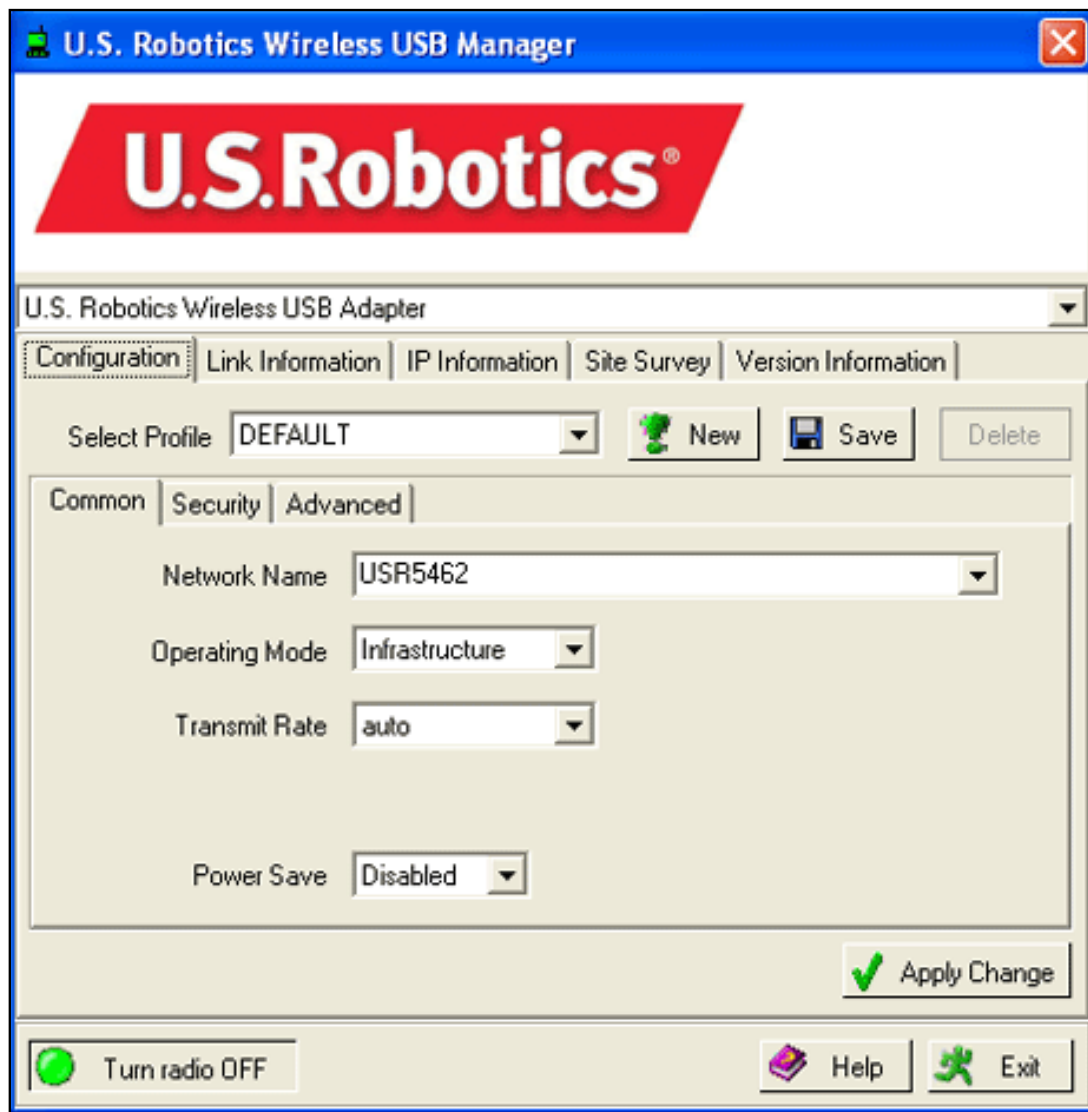 U.S. Robotics Wireless USB Manager
U.S.Robotics®
U.S. Robotics Wireless USB Adapter
Configuration Link Information IP Information Site Survey Version Information
Select Profile DEFAULT New Save Delete
Common Security Advanced
Network Name USR5462
Operating Mode Infrastructure
Transmit Rate auto
Power Save Disabled
Apply Change
Turn radio OFF Help Exit